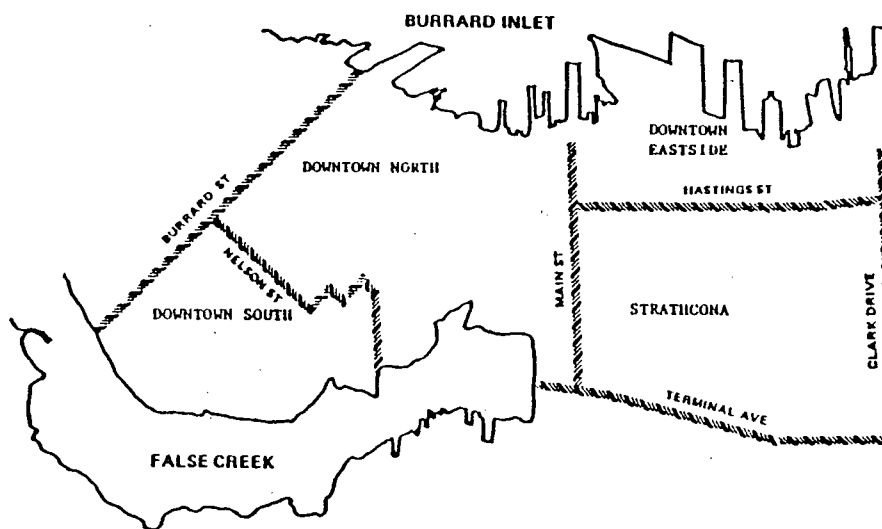 BURRARD INLET
DOWNTOWN
EASTSIDE
DOWNTOWN NORTH
HASTINGS ST
BURRARD ST
NELSON ST
MAIN ST
CLARK DRIVE
DOWNTOWN SOUTH
STRATHCONA
TERMINAL AVE
FALSE CREEK